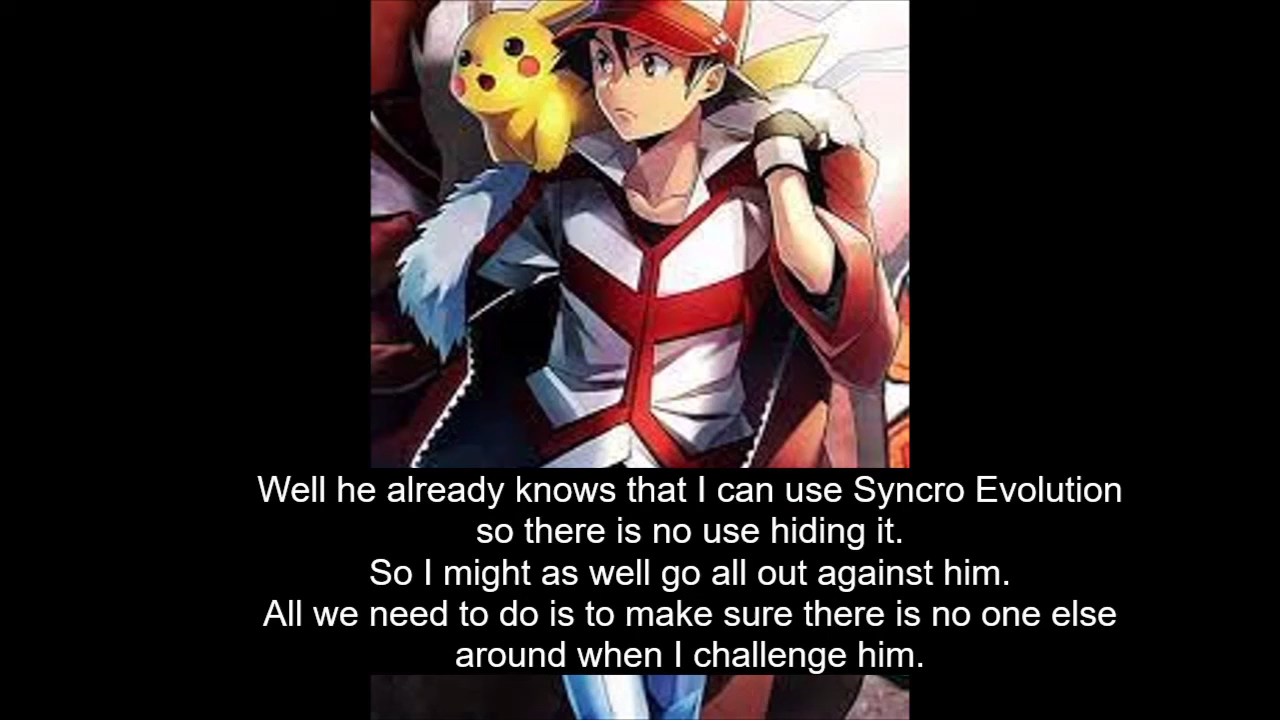 Well he already knows that I can use Syncro Evolution
so there is no use hiding it.
So I might as well go all out against him.
All we need to do is to make sure there is no one else
around when I challenge him.